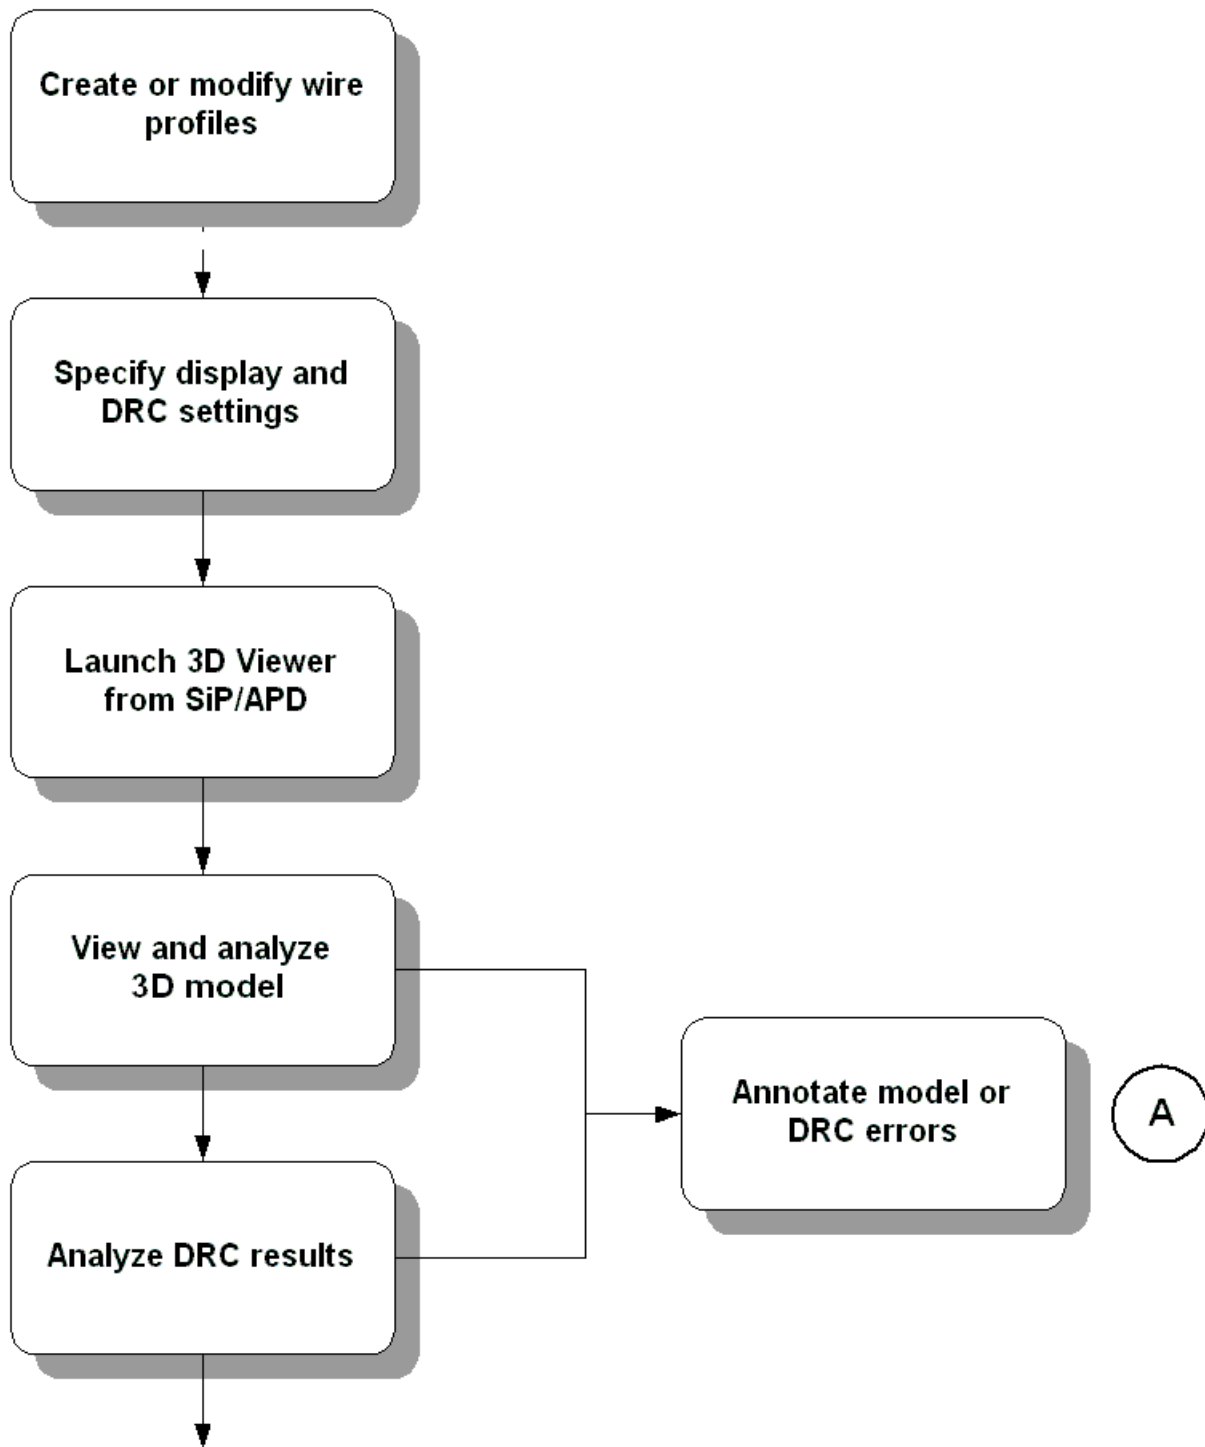 Create or modify wire
profiles
Specify display and
DRC settings
Launch 3D Viewer
from SiP/APD
View and analyze
3D model
Annotate model or
DRC errors
A
Analyze DRC results